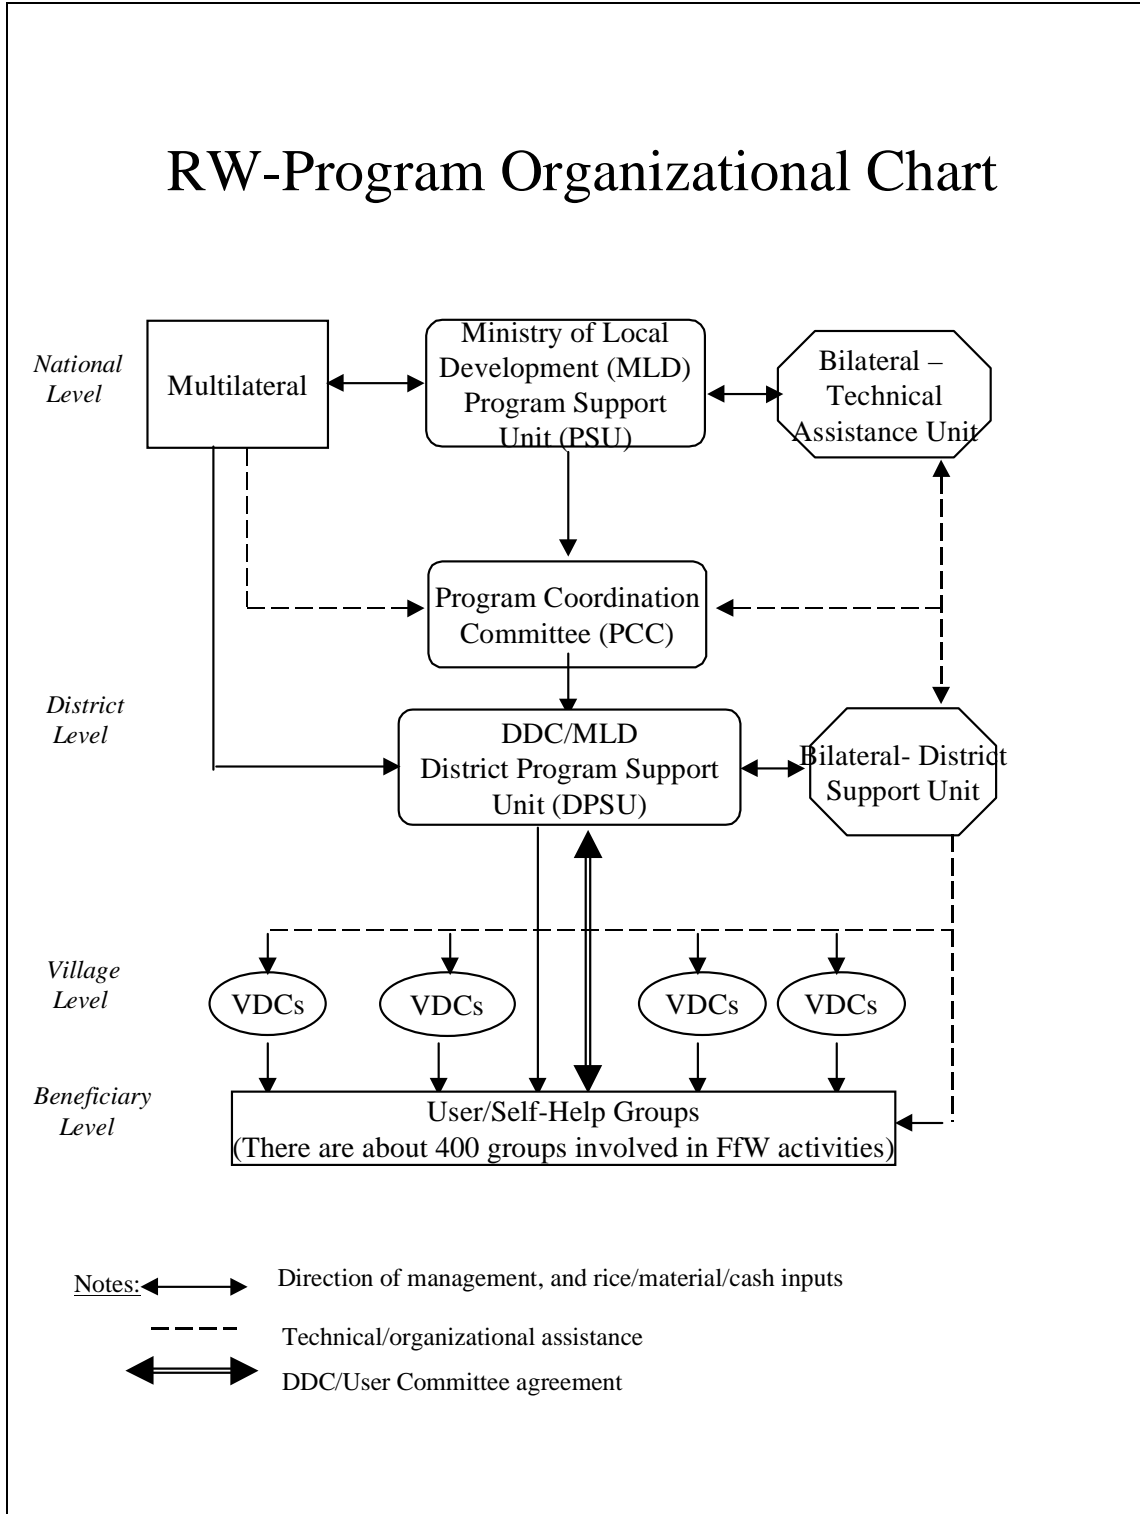 RW-Program Organizational Chart
National
Level
Multilateral
Ministry of Local
Development (MLD)
Program Support
Unit (PSU)
Bilateral –
Technical
Assistance Unit
Program Coordination
Committee (PCC)
District
Level
DDC/MLD
District Program Support
Unit (DPSU)
Bilateral- District
Support Unit
Village
Level
VDCs
VDCs
VDCs
VDCs
Beneficiary
Level
User/Self-Help Groups
(There are about 400 groups involved in FfW activities)
Notes:
Direction of management, and rice/material/cash inputs
Technical/organizational assistance
DDC/User Committee agreement